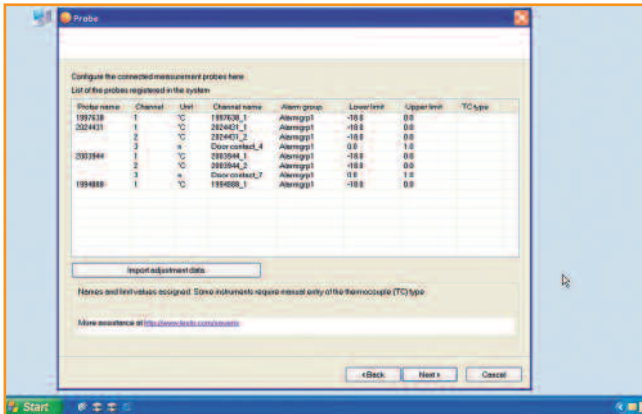 Probe
Configure the connected measurement probes here
List of the probes registered in the system
Probe name Channel Unit Channel name Alarm group Lower limit Upper limit TC type
1997638 1 °C 1997638_1 Alarmgrp1 -18.0 0.0
2024431 1 °C 2024431_1 Alarmgrp1 -18.0 0.0
2 °C 2024431_2 Alarmgrp1 -18.0 0.0
3 Door contact_4 Alarmgrp1 0.0 1.0
2003944 1 °C 2003944_1 Alarmgrp1 -18.0 0.0
2 °C 2003944_2 Alarmgrp1 -18.0 0.0
3 Door contact_7 Alarmgrp1 0.0 1.0
1994888 1 °C 1994888_1 Alarmgrp1 -18.0 0.0
Import adjustment data
Names and limit values assigned. Some instruments require manual entry of the thermocouple (TC) type
More assistance at http://www.testo.com/saveris
< Back Next > Cancel
Start